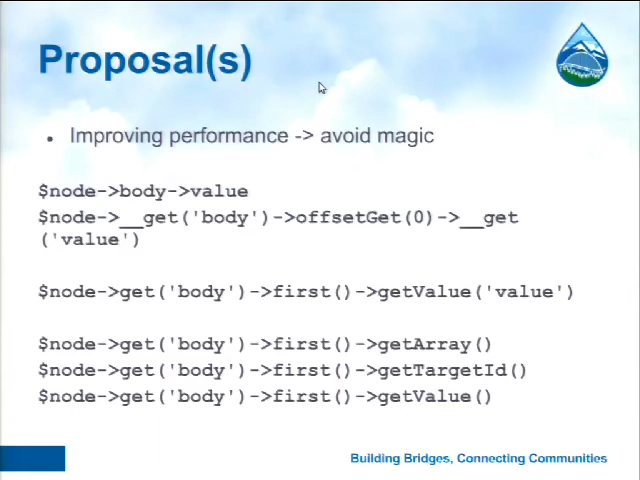 Proposal(s)
• Improving performance -> avoid magic
$node->body->value
$node->__get('body')->offsetGet(0)->__get
('value')
$node->get('body')->first()->getValue('value')
$node->get('body')->first()->getArray()
$node->get('body')->first()->getTargetId()
$node->get('body')->first()->getValue()
Building Bridges, Connecting Communities